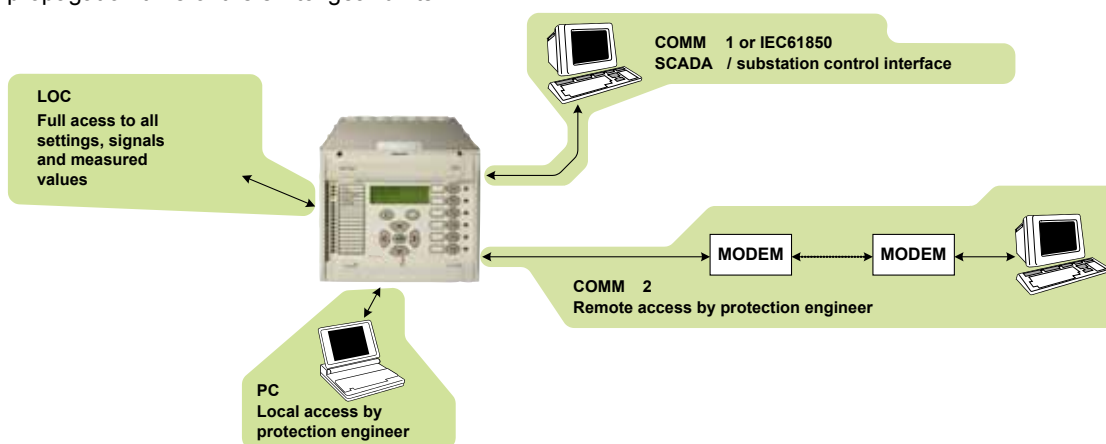 COMM 1 or IEC61850
SCADA / substation control interface
LOC
Full acess to all
settings, signals
and measured
values
MODEM
MODEM
COMM 2
Remote access by protection engineer
PC
Local access by
protection engineer